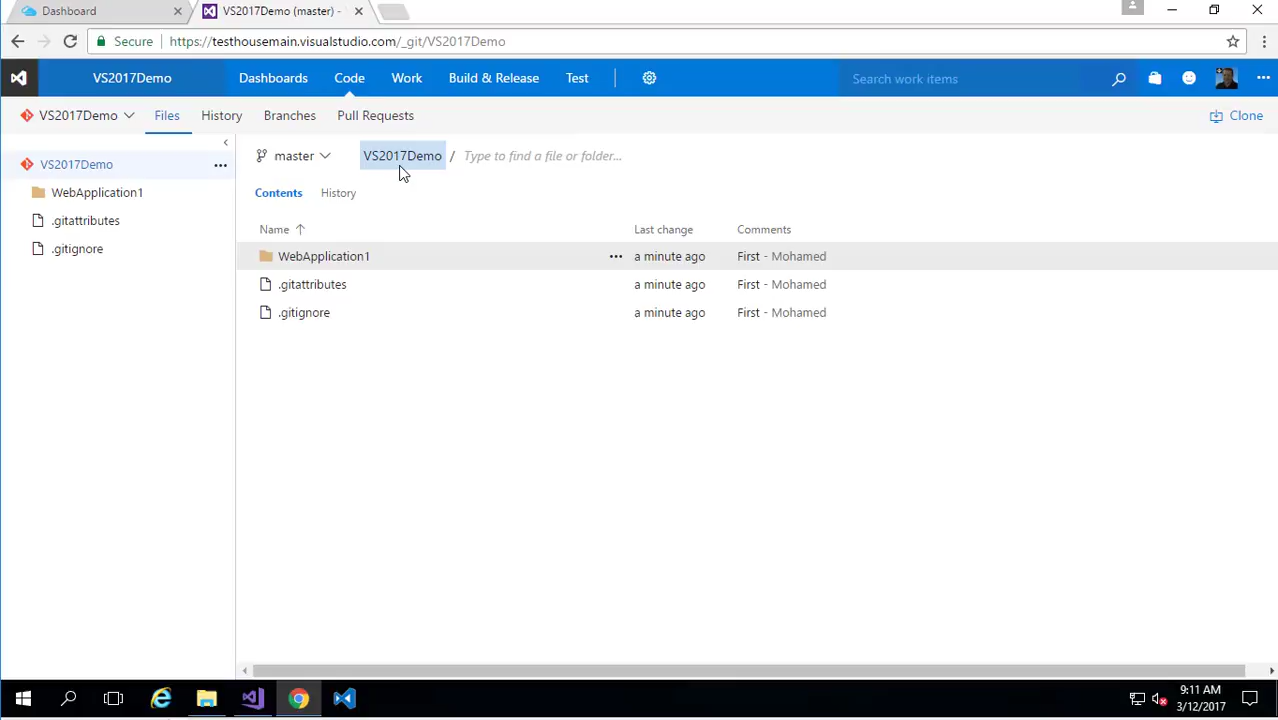 Dashboard
VS2017Demo (master) -
Secure https://testhousemain.visualstudio.com/_git/VS2017Demo
VS2017Demo Dashboards Code Work Build & Release Test Search work items
VS2017Demo Files History Branches Pull Requests Clone
VS2017Demo
WebApplication1
.gitattributes
.gitignore
master VS2017Demo / Type to find a file or folder...
Contents History
Name Last change Comments
WebApplication1 a minute ago First - Mohamed
.gitattributes a minute ago First - Mohamed
.gitignore a minute ago First - Mohamed
9:11 AM
3/12/2017